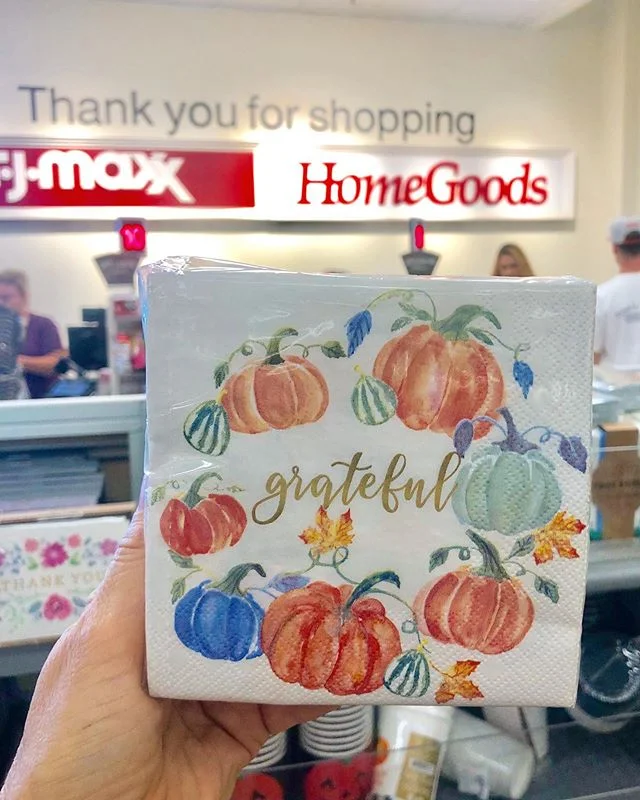 Thank you for shopping
T·J·maxx
HomeGoods
grateful
THANK YOU